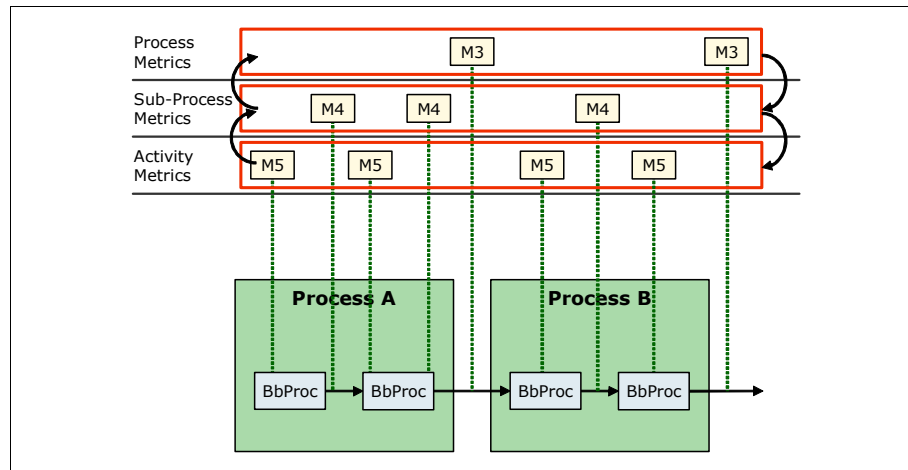 Process
Metrics
M3
M3
Sub-Process
Metrics
M4
M4
M4
Activity
Metrics
M5
M5
M5
M5
Process A
Process B
BbProc
BbProc
BbProc
BbProc